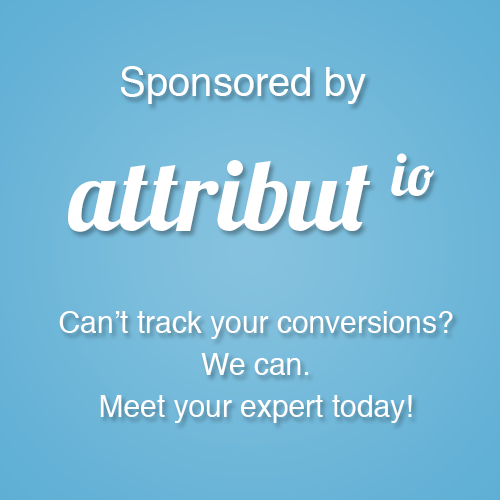 Sponsored by
attribut io
Can’t track your conversions?
We can.
Meet your expert today!